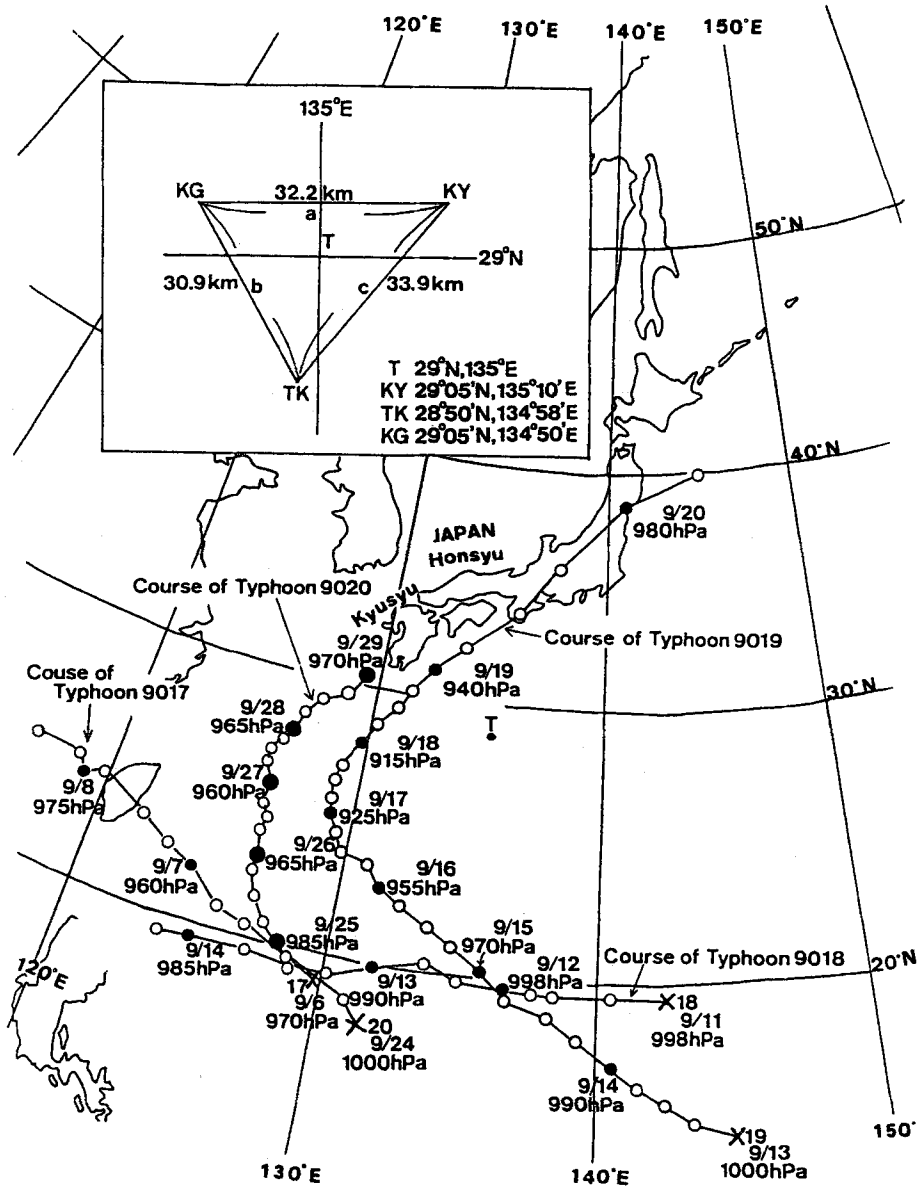 120°E
130°E
140°E
150°E
135°E
KG
32.2 km
KY
a
T
29°N
30.9km
b
c
33.9km
TK
T 29°N,135°E
KY 29°05'N,135°10'E
TK 28°50'N,134°58'E
KG 29°05'N,134°50'E
50°N
40°N
9/20
980hPa
JAPAN
Honsyu
Course of Typhoon 9020
Kyusyu
Course of Typhoon 9019
9/29
970hPa
9/19
940hPa
Couse of
Typhoon 9017
30°N
9/28
965hPa
T
9/18
915hPa
9/8
975hPa
9/27
960hPa
9/17
925hPa
9/26
965hPa
9/7
960hPa
9/16
955hPa
9/25
985hPa
9/15
970hPa
9/14
985hPa
9/12
998hPa
Course of Typhoon 9018
20°N
120°E
17
9/6
970hPa
9/13
990hPa
18
9/11
998hPa
20
9/24
1000hPa
9/14
990hPa
19
9/13
1000hPa
130°E
140°E
150°